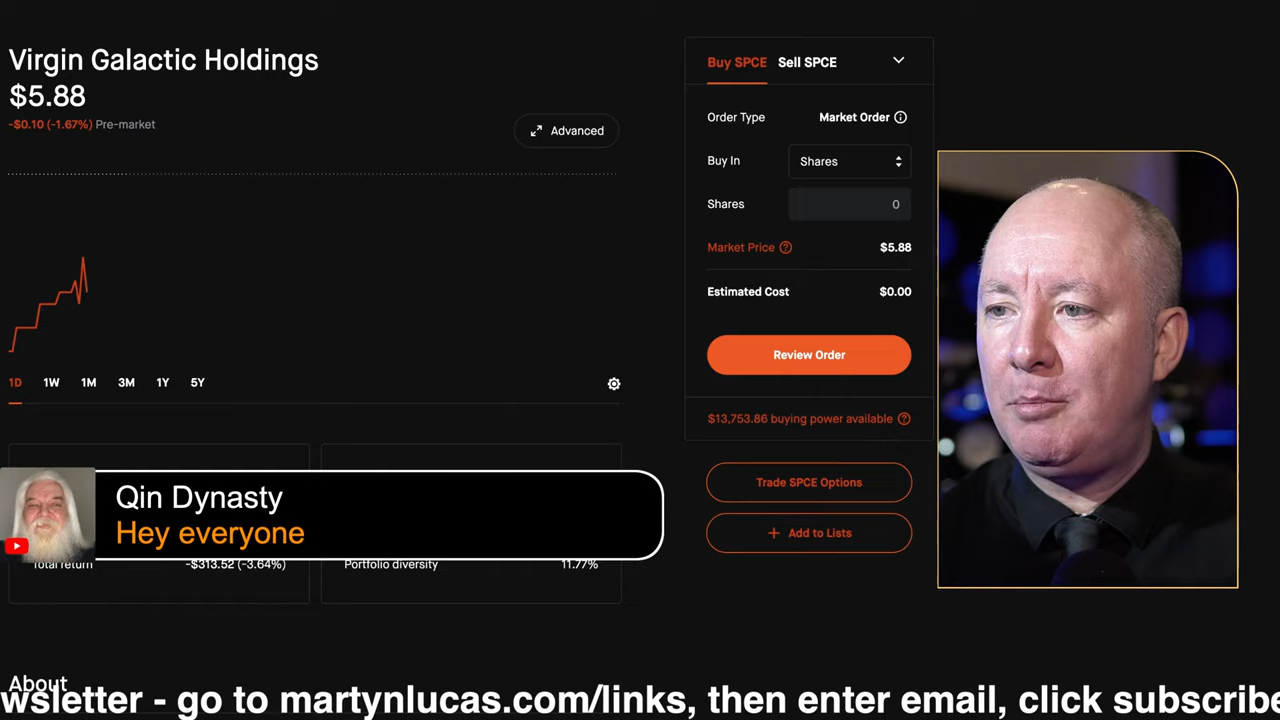 Virgin Galactic Holdings
$5.88
-$0.10 (-1.67%) Pre-market
Advanced
1D 1W 1M 3M 1Y 5Y
Buy SPCE Sell SPCE
Order Type Market Order
Buy In Shares
Shares 0
Market Price $5.88
Estimated Cost $0.00
Review Order
$13,753.86 buying power available
Trade SPCE Options
+ Add to Lists
Qin Dynasty
Hey everyone
Total return -$313.52 (-3.64%)
Portfolio diversity 11.77%
About
wsletter - go to martynlucas.com/links, then enter email, click subscribe